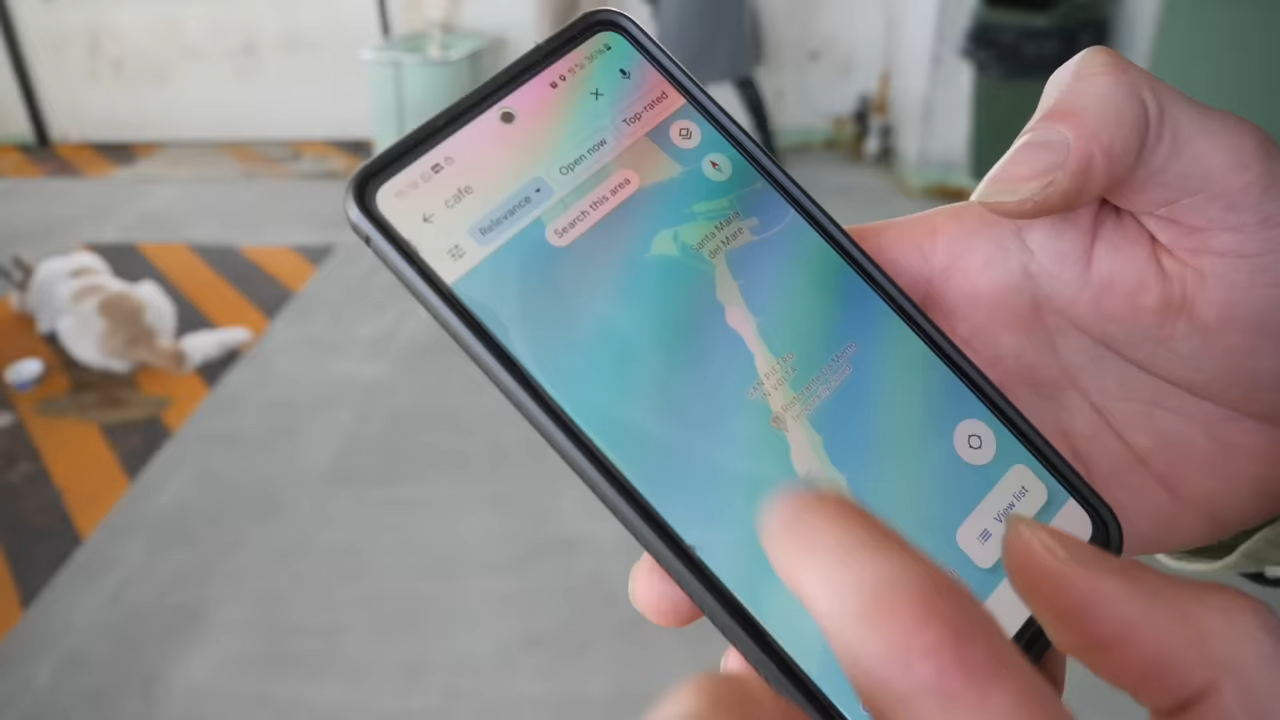 36%
cafe
Relevance
Open now
Top-rated
Search this area
Santa Maria
del Mare
SAN PIETRO
IN VOLTA
View list